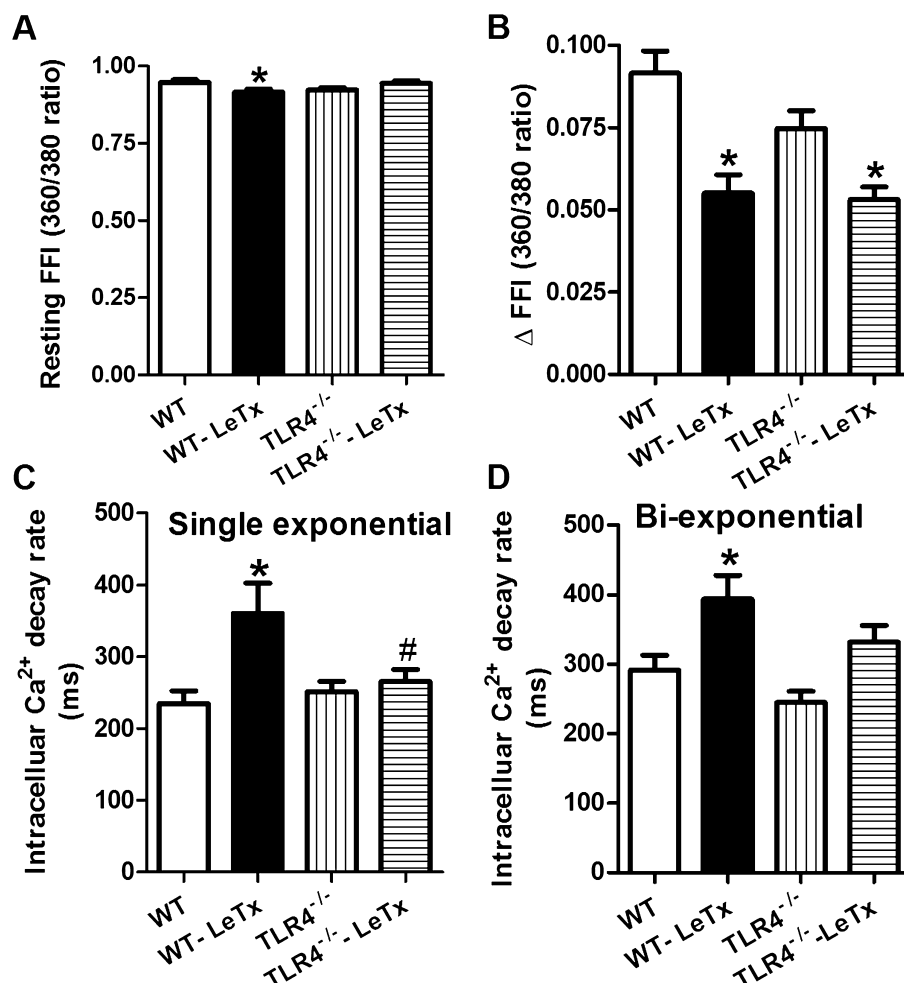 A
Resting FFI (360/380 ratio)
1.00
0.75
0.50
0.25
0.00
*
WT
WT- LeTx
TLR4-/-
TLR4-/-- LeTx
B
Δ FFI (360/380 ratio)
0.100
0.075
0.050
0.025
0.000
*
*
WT
WT- LeTx
TLR4-/-
TLR4-/-- LeTx
C
Single exponential
Intracelluar Ca2+ decay rate
(ms)
500
400
300
200
100
0
*
#
WT
WT- LeTx
TLR4-/-
TLR4-/-- LeTx
D
Bi-exponential
Intracelluar Ca2+ decay rate
(ms)
500
400
300
200
100
0
*
WT
WT- LeTx
TLR4-/-
TLR4-/--LeTx